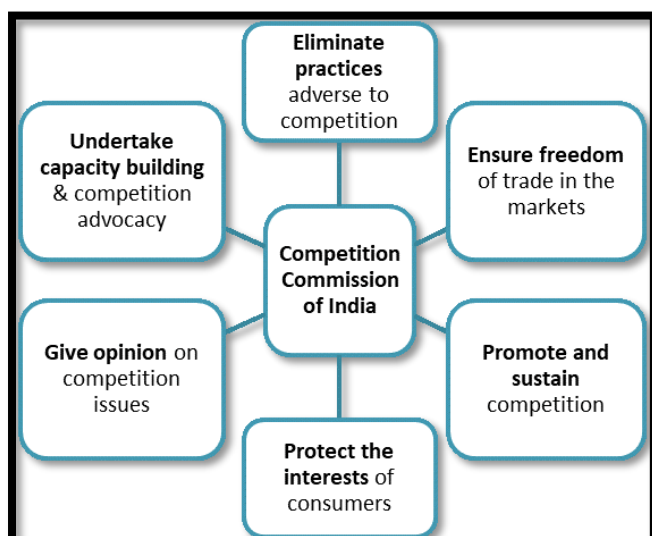 Eliminate
practices
adverse to
competition
Undertake
capacity building
& competition
advocacy
Ensure freedom
of trade in the
markets
Competition
Commission
of India
Give opinion on
competition
issues
Promote and
sustain
competition
Protect the
interests of
consumers